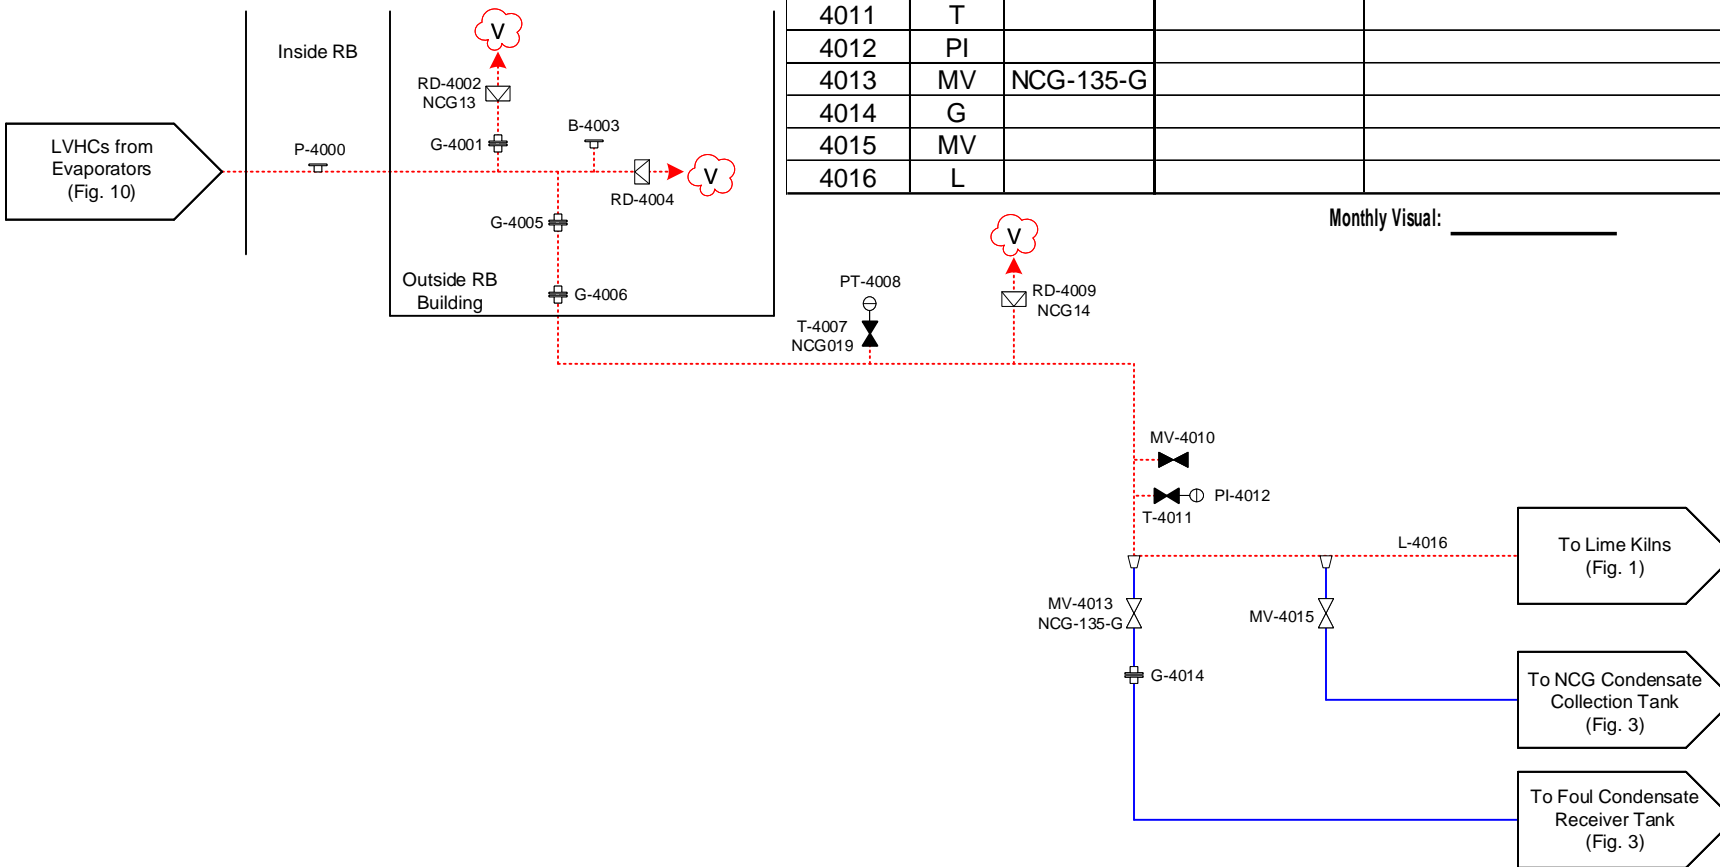 4011 T
4012 PI
4013 MV NCG-135-G
4014 G
4015 MV
4016 L
Monthly Visual:
Inside RB
V
RD-4002
NCG13
G-4001
B-4003
LVHCs from
Evaporators
(Fig. 10)
P-4000
V
RD-4004
G-4005
Outside RB
Building
G-4006
V
PT-4008
RD-4009
NCG14
T-4007
NCG019
MV-4010
PI-4012
T-4011
L-4016
To Lime Kilns
(Fig. 1)
MV-4013
NCG-135-G
MV-4015
G-4014
To NCG Condensate
Collection Tank
(Fig. 3)
To Foul Condensate
Receiver Tank
(Fig. 3)